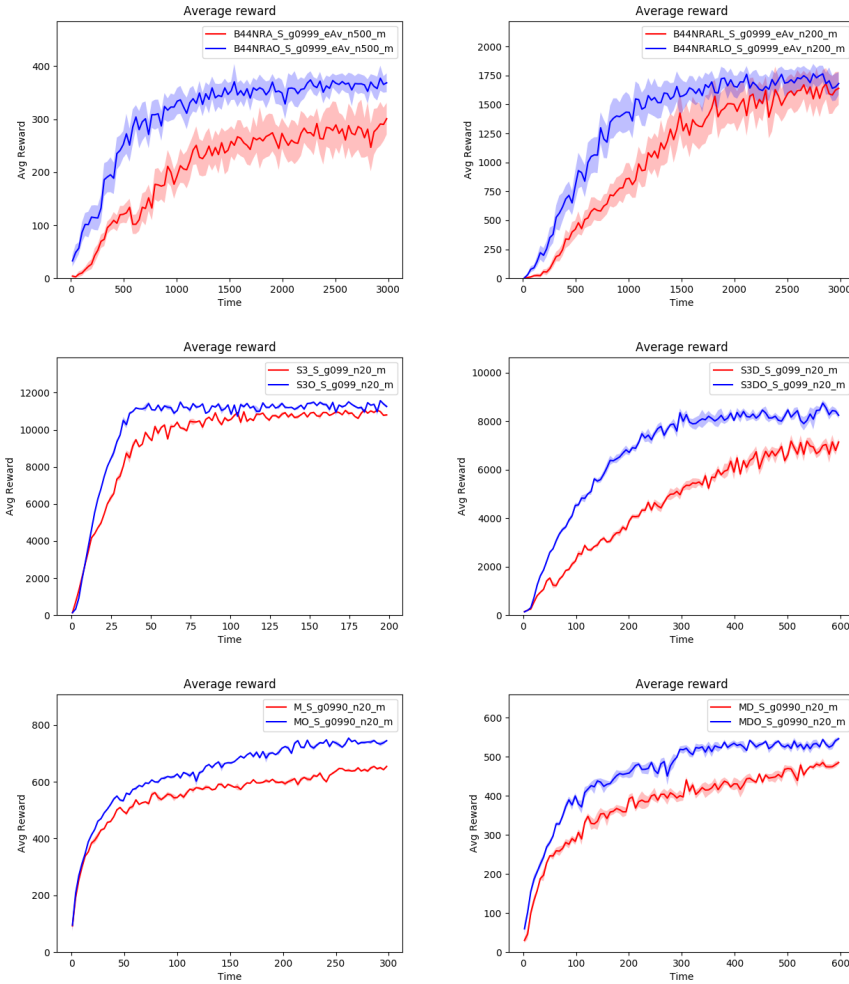 Average reward
B44NRA_S_g0999_eAv_n500_m
B44NRAO_S_g0999_eAv_n500_m
400
300
200
100
0
Avg Reward
0 500 1000 1500 2000 2500 3000
Time
Average reward
B44NRARL_S_g0999_eAv_n200_m
B44NRARLO_S_g0999_eAv_n200_m
2000
1750
1500
1250
1000
750
500
250
0
Avg Reward
0 500 1000 1500 2000 2500 3000
Time
Average reward
S3_S_g099_n20_m
S3O_S_g099_n20_m
12000
10000
8000
6000
4000
2000
0
Avg Reward
0 25 50 75 100 125 150 175 200
Time
Average reward
S3D_S_g099_n20_m
S3DO_S_g099_n20_m
10000
8000
6000
4000
2000
0
Avg Reward
0 100 200 300 400 500 600
Time
Average reward
M_S_g0990_n20_m
MO_S_g0990_n20_m
800
600
400
200
0
Avg Reward
0 50 100 150 200 250 300
Time
Average reward
MD_S_g0990_n20_m
MDO_S_g0990_n20_m
600
500
400
300
200
100
0
Avg Reward
0 100 200 300 400 500 600
Time